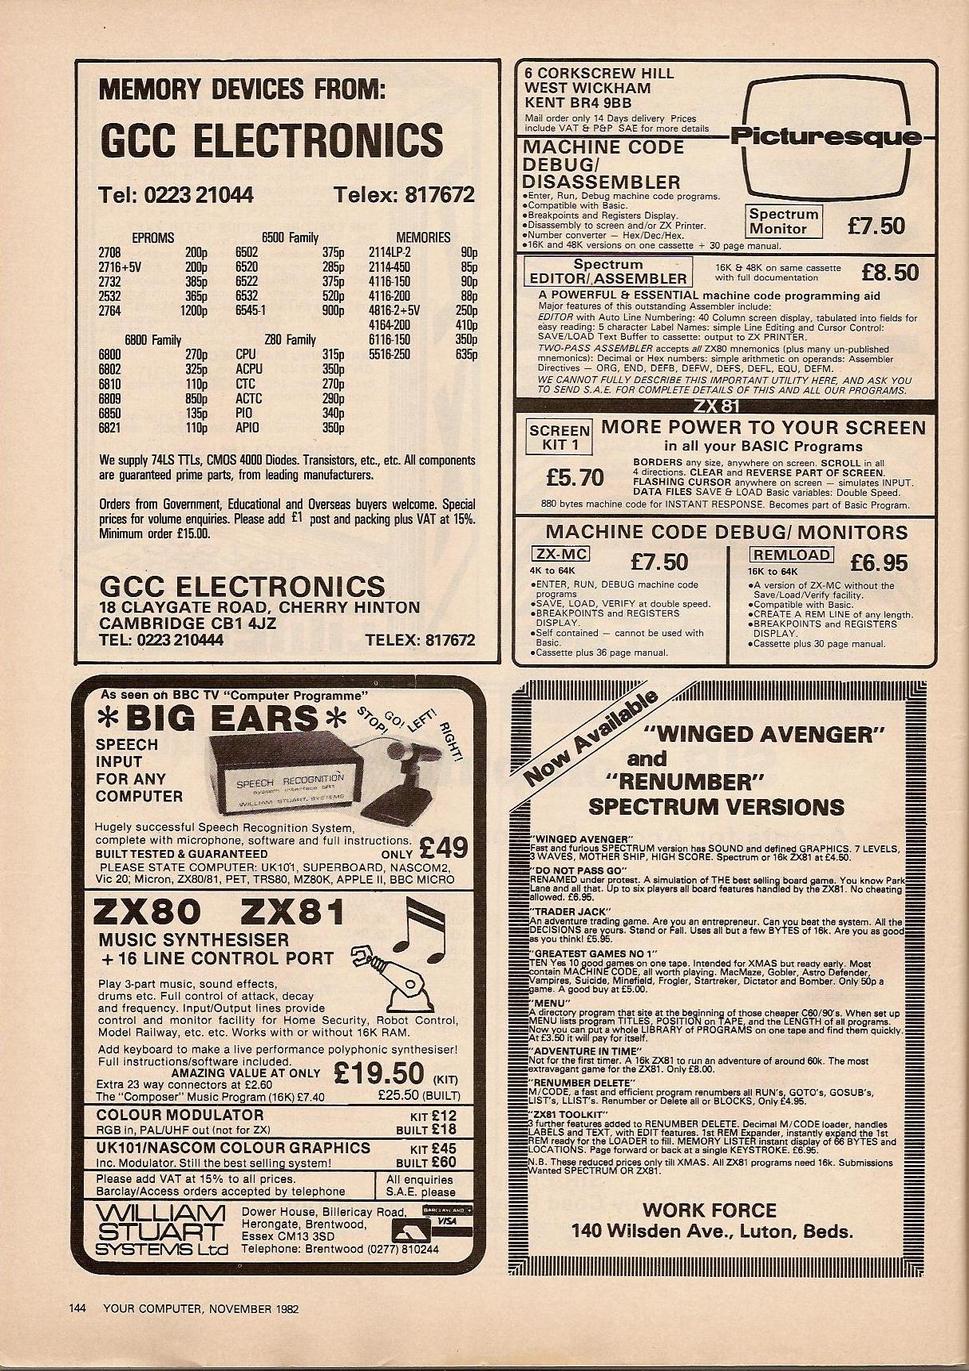 MEMORY DEVICES FROM:
GCC ELECTRONICS
Tel: 0223 21044 Telex: 817672
EPROMS
2708 200p
2716+5V 200p
2732 385p
2532 365p
2764 1200p
6500 Family
6502 375p
6520 285p
6522 375p
6532 520p
6545-1 900p
MEMORIES
2114LP-2 90p
2114-450 85p
4116-150 90p
4116-200 88p
4816-2+5V 250p
4164-200 410p
6116-150 350p
5516-250 635p
6800 Family
6800 270p
6802 325p
6810 110p
6809 850p
6850 135p
6821 110p
Z80 Family
CPU 315p
ACPU 350p
CTC 270p
ACTC 290p
PIO 340p
APIO 350p
We supply 74LS TTLs, CMOS 4000 Diodes. Transistors, etc., etc. All components
are guaranteed prime parts, from leading manufacturers.
Orders from Government, Educational and Overseas buyers welcome. Special
prices for volume enquiries. Please add £1 post and packing plus VAT at 15%.
Minimum order £15.00.
GCC ELECTRONICS
18 CLAYGATE ROAD, CHERRY HINTON
CAMBRIDGE CB1 4JZ
TEL: 0223 210444 TELEX: 817672
6 CORKSCREW HILL
WEST WICKHAM
KENT BR4 9BB
Mail order only 14 Days delivery Prices
include VAT & P&P SAE for more details
Picturesque
MACHINE CODE
DEBUG/
DISASSEMBLER
•Enter, Run, Debug machine code programs.
•Compatible with Basic.
•Breakpoints and Registers Display.
•Disassembly to screen and/or ZX Printer.
•Number converter — Hex/Dec/Hex.
•16K and 48K versions on one cassette + 30 page manual.
Spectrum
Monitor
£7.50
Spectrum
EDITOR/ASSEMBLER
16K & 48K on same cassette
with full documentation
£8.50
A POWERFUL & ESSENTIAL machine code programming aid
Major features of this outstanding Assembler include:
EDITOR with Auto Line Numbering: 40 Column screen display, tabulated into fields for
easy reading: 5 character Label Names: simple Line Editing and Cursor Control:
SAVE/LOAD Text Buffer to cassette: output to ZX PRINTER.
TWO-PASS ASSEMBLER accepts all ZX80 mnemonics (plus many un-published
mnemonics): Decimal or Hex numbers: simple arithmetic on operands: Assembler
Directives — ORG, END, DEFB, DEFW, DEFS, DEFL, EQU, DEFM.
WE CANNOT FULLY DESCRIBE THIS IMPORTANT UTILITY HERE, AND ASK YOU
TO SEND S.A.E. FOR COMPLETE DETAILS OF THIS AND ALL OUR PROGRAMS.
ZX 81
SCREEN
KIT 1
£5.70
MORE POWER TO YOUR SCREEN
in all your BASIC Programs
BORDERS any size, anywhere on screen. SCROLL in all
4 directions. CLEAR and REVERSE PART OF SCREEN.
FLASHING CURSOR anywhere on screen — simulates INPUT.
DATA FILES SAVE & LOAD Basic variables: Double Speed.
880 bytes machine code for INSTANT RESPONSE. Becomes part of Basic Program.
MACHINE CODE DEBUG/ MONITORS
ZX-MC
4K to 64K
£7.50
•ENTER, RUN, DEBUG machine code
programs
•SAVE, LOAD, VERIFY at double speed.
•BREAKPOINTS and REGISTERS
DISPLAY.
•Self contained — cannot be used with
Basic.
•Cassette plus 36 page manual.
REMLOAD
16K to 64K
£6.95
•A version of ZX-MC without the
Save/Load/Verify facility.
•Compatible with Basic.
•CREATE A REM LINE of any length.
•BREAKPOINTS and REGISTERS
DISPLAY.
•Cassette plus 30 page manual.
As seen on BBC TV "Computer Programme"
*BIG EARS*
STOP! GO! LEFT! RIGHT!
SPEECH
INPUT
FOR ANY
COMPUTER
SPEECH RECOGNITION
System interface SR1
WILLIAM STUART SYSTEMS
Hugely successful Speech Recognition System,
complete with microphone, software and full instructions.
BUILT TESTED & GUARANTEED ONLY £49
PLEASE STATE COMPUTER: UK101, SUPERBOARD, NASCOM2,
Vic 20; Micron, ZX80/81, PET, TRS80, MZ80K, APPLE II, BBC MICRO
ZX80 ZX81
MUSIC SYNTHESISER
+ 16 LINE CONTROL PORT
Play 3-part music, sound effects,
drums etc. Full control of attack, decay
and frequency. Input/Output lines provide
control and monitor facility for Home Security, Robot Control,
Model Railway, etc. etc. Works with or without 16K RAM.
Add keyboard to make a live performance polyphonic synthesiser!
Full instructions/software included.
AMAZING VALUE AT ONLY £19.50 (KIT)
Extra 23 way connectors at £2.60
The "Composer" Music Program (16K) £7.40 £25.50 (BUILT)
COLOUR MODULATOR KIT £12
RGB in, PAL/UHF out (not for ZX) BUILT £18
UK101/NASCOM COLOUR GRAPHICS KIT £45
Inc. Modulator. Still the best selling system! BUILT £60
Please add VAT at 15% to all prices.
Barclay/Access orders accepted by telephone
All enquiries
S.A.E. please
WILLIAM
STUART
SYSTEMS Ltd
Dower House, Billericay Road,
Herongate, Brentwood,
Essex CM13 3SD
Telephone: Brentwood (0277) 810244
BARCLAYCARD
VISA
Now Available
"WINGED AVENGER"
and
"RENUMBER"
SPECTRUM VERSIONS
"WINGED AVENGER"
Fast and furious SPECTRUM version has SOUND and defined GRAPHICS. 7 LEVELS,
3 WAVES, MOTHER SHIP, HIGH SCORE. Spectrum or 16k ZX81 at £4.50.
"DO NOT PASS GO"
RENAMED under protest. A simulation of THE best selling board game. You know Park
Lane and all that. Up to six players all board features handled by the ZX81. No cheating
allowed. £6.95.
"TRADER JACK"
An adventure trading game. Are you an entrepreneur. Can you beat the system. All the
DECISIONS are yours. Stand or Fall. Uses all but a few BYTES of 16k. Are you as good
as you think! £5.95.
"GREATEST GAMES NO 1"
TEN Yes 10 good games on one tape. Intended for XMAS but ready early. Most
contain MACHINE CODE, all worth playing. MacMaze, Gobler, Astro Defender,
Vampires, Suicide, Minefield, Frogler, Startreker, Dictator and Bomber. Only 50p a
game. A good buy at £5.00.
"MENU"
A directory program that site at the beginning of those cheaper C60/90's. When set up
MENU lists program TITLES, POSITION on TAPE, and the LENGTH of all programs.
Now you can put a whole LIBRARY of PROGRAMS on one tape and find them quickly.
At £3.50 it will pay for itself.
"ADVENTURE IN TIME"
Not for the first timer. A 16k ZX81 to run an adventure of around 60k. The most
extravagant game for the ZX81. Only £8.00.
"RENUMBER DELETE"
M/CODE, a fast and efficient program renumbers all RUN's, GOTO's, GOSUB's,
LIST's, LLIST's. Renumber or Delete all or BLOCKS, Only £4.95.
"ZX81 TOOLKIT"
3 further features added to RENUMBER DELETE. Decimal M/CODE loader, handles
LABELS and TEXT, with EDIT features. 1st REM Expander, instantly expand the 1st
REM ready for the LOADER to fill. MEMORY LISTER instant display of 66 BYTES and
LOCATIONS. Page forward or back at a single KEYSTROKE. £6.95.
N.B. These reduced prices only till XMAS. All ZX81 programs need 16k. Submissions
Wanted SPECTRUM OR ZX81.
WORK FORCE
140 Wilsden Ave., Luton, Beds.
144 YOUR COMPUTER, NOVEMBER 1982